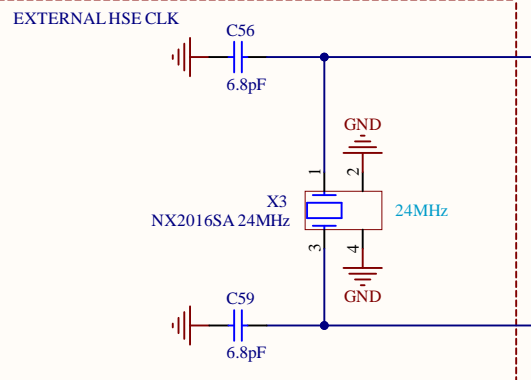 EXTERNAL HSE CLK
C56
6.8pF
GND
1
2
X3
NX2016SA 24MHz
24MHz
3
4
GND
C59
6.8pF